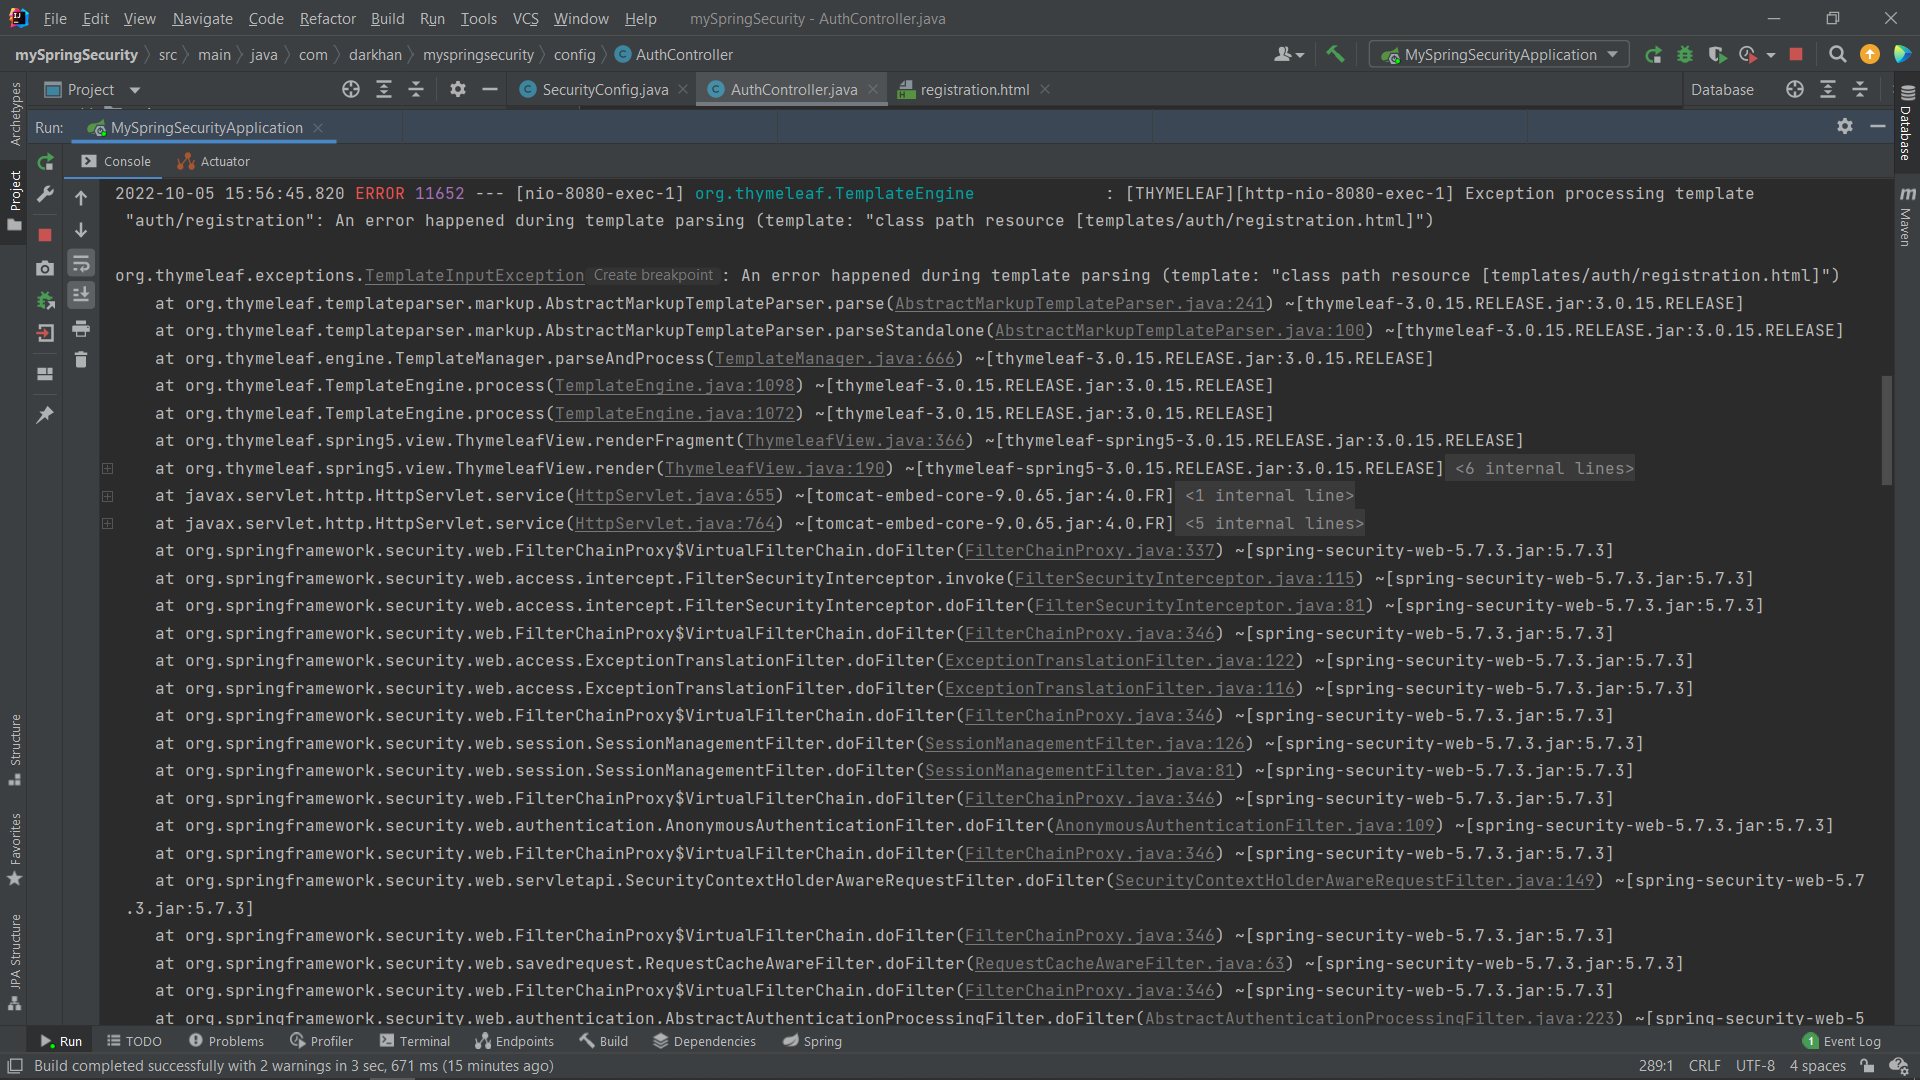 File Edit View Navigate Code Refactor Build Run Tools VCS Window Help mySpringSecurity - AuthController.java
mySpringSecurity src main java com darkhan myspringsecurity config AuthController MySpringSecurityApplication
Project SecurityConfig.java AuthController.java registration.html Database
Run: MySpringSecurityApplication
Console Actuator
2022-10-05 15:56:45.820 ERROR 11652 --- [nio-8080-exec-1] org.thymeleaf.TemplateEngine : [THYMELEAF][http-nio-8080-exec-1] Exception processing template
"auth/registration": An error happened during template parsing (template: "class path resource [templates/auth/registration.html]")
org.thymeleaf.exceptions.TemplateInputException Create breakpoint : An error happened during template parsing (template: "class path resource [templates/auth/registration.html]")
at org.thymeleaf.templateparser.markup.AbstractMarkupTemplateParser.parse(AbstractMarkupTemplateParser.java:241) ~[thymeleaf-3.0.15.RELEASE.jar:3.0.15.RELEASE]
at org.thymeleaf.templateparser.markup.AbstractMarkupTemplateParser.parseStandalone(AbstractMarkupTemplateParser.java:100) ~[thymeleaf-3.0.15.RELEASE.jar:3.0.15.RELEASE]
at org.thymeleaf.engine.TemplateManager.parseAndProcess(TemplateManager.java:666) ~[thymeleaf-3.0.15.RELEASE.jar:3.0.15.RELEASE]
at org.thymeleaf.TemplateEngine.process(TemplateEngine.java:1098) ~[thymeleaf-3.0.15.RELEASE.jar:3.0.15.RELEASE]
at org.thymeleaf.TemplateEngine.process(TemplateEngine.java:1072) ~[thymeleaf-3.0.15.RELEASE.jar:3.0.15.RELEASE]
at org.thymeleaf.spring5.view.ThymeleafView.renderFragment(ThymeleafView.java:366) ~[thymeleaf-spring5-3.0.15.RELEASE.jar:3.0.15.RELEASE]
at org.thymeleaf.spring5.view.ThymeleafView.render(ThymeleafView.java:190) ~[thymeleaf-spring5-3.0.15.RELEASE.jar:3.0.15.RELEASE] <6 internal lines>
at javax.servlet.http.HttpServlet.service(HttpServlet.java:655) ~[tomcat-embed-core-9.0.65.jar:4.0.FR] <1 internal line>
at javax.servlet.http.HttpServlet.service(HttpServlet.java:764) ~[tomcat-embed-core-9.0.65.jar:4.0.FR] <5 internal lines>
at org.springframework.security.web.FilterChainProxy$VirtualFilterChain.doFilter(FilterChainProxy.java:337) ~[spring-security-web-5.7.3.jar:5.7.3]
at org.springframework.security.web.access.intercept.FilterSecurityInterceptor.invoke(FilterSecurityInterceptor.java:115) ~[spring-security-web-5.7.3.jar:5.7.3]
at org.springframework.security.web.access.intercept.FilterSecurityInterceptor.doFilter(FilterSecurityInterceptor.java:81) ~[spring-security-web-5.7.3.jar:5.7.3]
at org.springframework.security.web.FilterChainProxy$VirtualFilterChain.doFilter(FilterChainProxy.java:346) ~[spring-security-web-5.7.3.jar:5.7.3]
at org.springframework.security.web.access.ExceptionTranslationFilter.doFilter(ExceptionTranslationFilter.java:122) ~[spring-security-web-5.7.3.jar:5.7.3]
at org.springframework.security.web.access.ExceptionTranslationFilter.doFilter(ExceptionTranslationFilter.java:116) ~[spring-security-web-5.7.3.jar:5.7.3]
at org.springframework.security.web.FilterChainProxy$VirtualFilterChain.doFilter(FilterChainProxy.java:346) ~[spring-security-web-5.7.3.jar:5.7.3]
at org.springframework.security.web.session.SessionManagementFilter.doFilter(SessionManagementFilter.java:126) ~[spring-security-web-5.7.3.jar:5.7.3]
at org.springframework.security.web.session.SessionManagementFilter.doFilter(SessionManagementFilter.java:81) ~[spring-security-web-5.7.3.jar:5.7.3]
at org.springframework.security.web.FilterChainProxy$VirtualFilterChain.doFilter(FilterChainProxy.java:346) ~[spring-security-web-5.7.3.jar:5.7.3]
at org.springframework.security.web.authentication.AnonymousAuthenticationFilter.doFilter(AnonymousAuthenticationFilter.java:109) ~[spring-security-web-5.7.3.jar:5.7.3]
at org.springframework.security.web.FilterChainProxy$VirtualFilterChain.doFilter(FilterChainProxy.java:346) ~[spring-security-web-5.7.3.jar:5.7.3]
at org.springframework.security.web.servletapi.SecurityContextHolderAwareRequestFilter.doFilter(SecurityContextHolderAwareRequestFilter.java:149) ~[spring-security-web-5.7
.3.jar:5.7.3]
at org.springframework.security.web.FilterChainProxy$VirtualFilterChain.doFilter(FilterChainProxy.java:346) ~[spring-security-web-5.7.3.jar:5.7.3]
at org.springframework.security.web.savedrequest.RequestCacheAwareFilter.doFilter(RequestCacheAwareFilter.java:63) ~[spring-security-web-5.7.3.jar:5.7.3]
at org.springframework.security.web.FilterChainProxy$VirtualFilterChain.doFilter(FilterChainProxy.java:346) ~[spring-security-web-5.7.3.jar:5.7.3]
at org.springframework.security.web.authentication.AbstractAuthenticationProcessingFilter.doFilter(AbstractAuthenticationProcessingFilter.java:223) ~[spring-security-web-5
Archetypes
Project
Structure
Favorites
JPA Structure
Database
Maven
Run TODO Problems Profiler Terminal Endpoints Build Dependencies Spring 1 Event Log
Build completed successfully with 2 warnings in 3 sec, 671 ms (15 minutes ago) 289:1 CRLF UTF-8 4 spaces